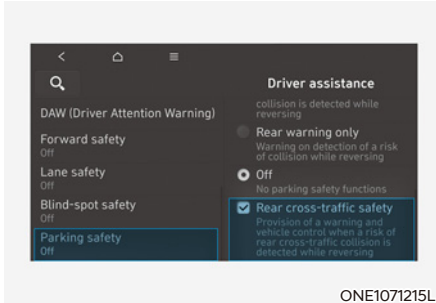 Driver assistance
DAW (Driver Attention Warning)
Forward safety
Off
Lane safety
Off
Blind-spot safety
Off
Parking safety
Off
collision is detected while
reversing
Rear warning only
Warning on detection of a risk
of collision while reversing
Off
No parking safety functions
Rear cross-traffic safety
Provision of a warning and
vehicle control when a risk of
rear cross-traffic collision is
detected while reversing
ONE1071215L